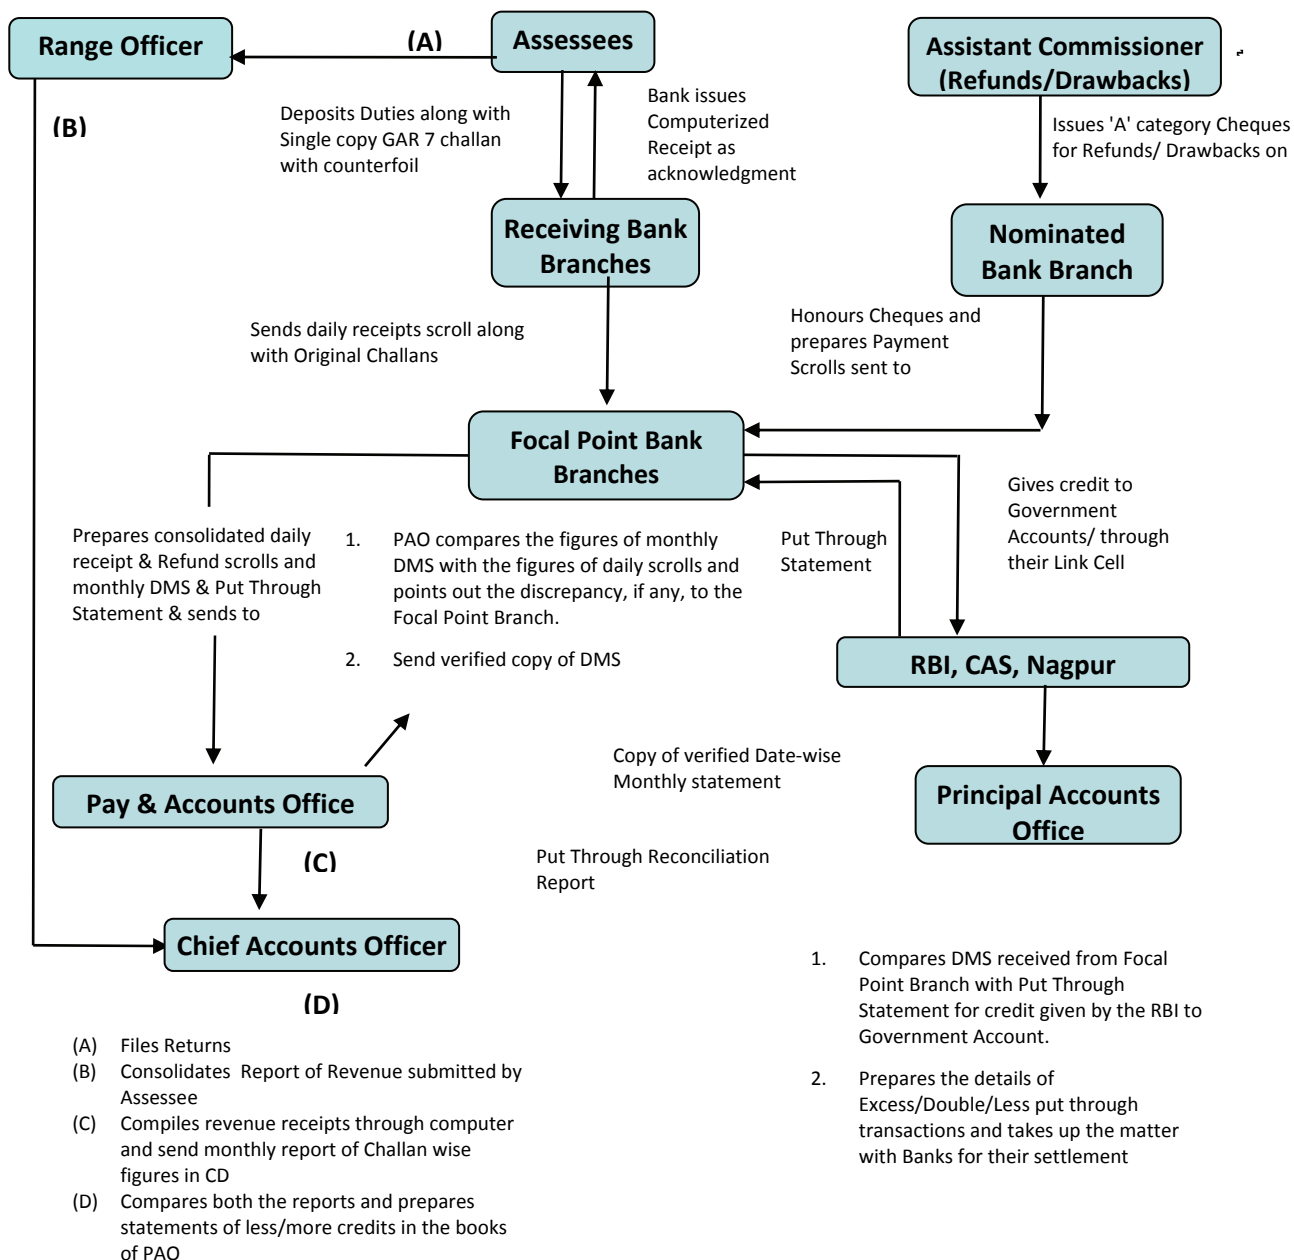 Range Officer
(A)
Assessees
Assistant Commissioner
(Refunds/Drawbacks)
(B)
Deposits Duties along with
Single copy GAR 7 challan
with counterfoil
Bank issues
Computerized
Receipt as
acknowledgment
Issues 'A' category Cheques
for Refunds/ Drawbacks on
Receiving Bank
Branches
Nominated
Bank Branch
Sends daily receipts scroll along
with Original Challans
Honours Cheques and
prepares Payment
Scrolls sent to
Focal Point Bank
Branches
Gives credit to
Government
Accounts/ through
their Link Cell
Prepares consolidated daily
receipt & Refund scrolls and
monthly DMS & Put Through
Statement & sends to
1. PAO compares the figures of monthly
DMS with the figures of daily scrolls and
points out the discrepancy, if any, to the
Focal Point Branch.
2. Send verified copy of DMS
Put Through
Statement
RBI, CAS, Nagpur
Copy of verified Date-wise
Monthly statement
Pay & Accounts Office
Principal Accounts
Office
(C)
Put Through Reconciliation
Report
Chief Accounts Officer
(D)
(A) Files Returns
(B) Consolidates  Report of Revenue submitted by
Assessee
(C) Compiles revenue receipts through computer
and send monthly report of Challan wise
figures in CD
(D) Compares both the reports and prepares
statements of less/more credits in the books
of PAO
1. Compares DMS received from Focal
Point Branch with Put Through
Statement for credit given by the RBI to
Government Account.
2. Prepares the details of
Excess/Double/Less put through
transactions and takes up the matter
with Banks for their settlement